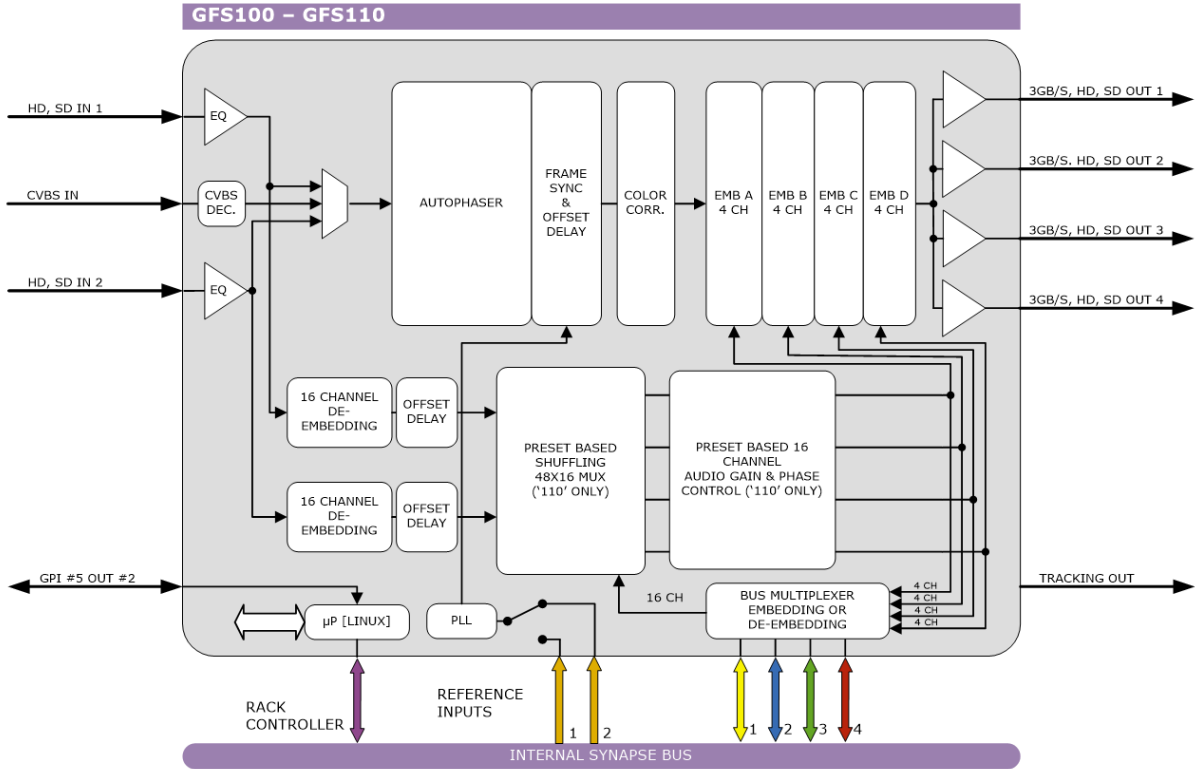 GFS100 – GFS110
HD, SD IN 1
EQ
CVBS IN
CVBS
DEC.
HD, SD IN 2
EQ
AUTOPHASER
FRAME
SYNC
&
OFFSET
DELAY
COLOR
CORR.
EMB A
4 CH
EMB B
4 CH
EMB C
4 CH
EMB D
4 CH
3GB/S, HD, SD OUT 1
3GB/S. HD, SD OUT 2
3GB/S, HD, SD OUT 3
3GB/S, HD, SD OUT 4
16 CHANNEL
DE-
EMBEDDING
OFFSET
DELAY
16 CHANNEL
DE-
EMBEDDING
OFFSET
DELAY
PRESET BASED
SHUFFLING
48X16 MUX
('110' ONLY)
PRESET BASED 16
CHANNEL
AUDIO GAIN & PHASE
CONTROL ('110' ONLY)
GPI #5 OUT #2
µP [LINUX]
PLL
16 CH
BUS MULTIPLEXER
EMBEDDING OR
DE-EMBEDDING
4 CH
4 CH
4 CH
4 CH
TRACKING OUT
RACK
CONTROLLER
REFERENCE
INPUTS
1
2
1
2
3
4
INTERNAL SYNAPSE BUS